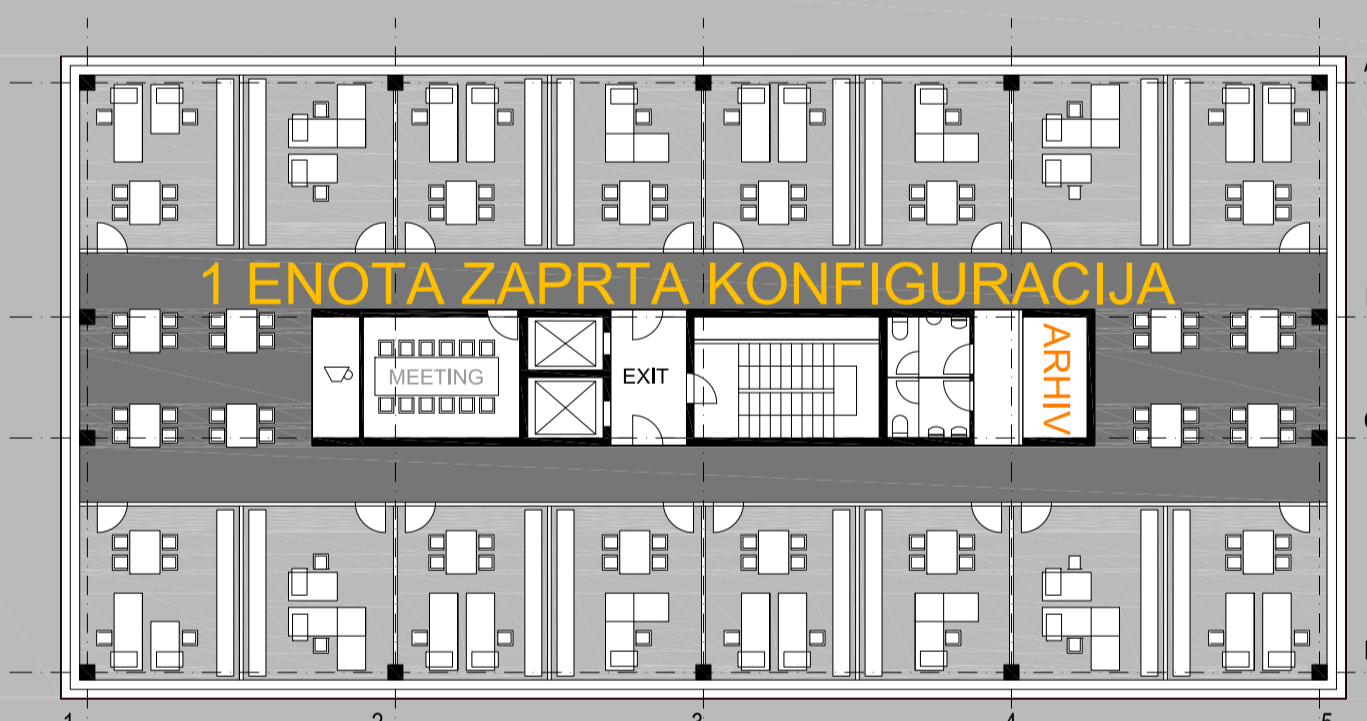 A
1 ENOTA ZAPRTA KONFIGURACIJA
MEETING
EXIT
ARHIV
1 2 3 4 5